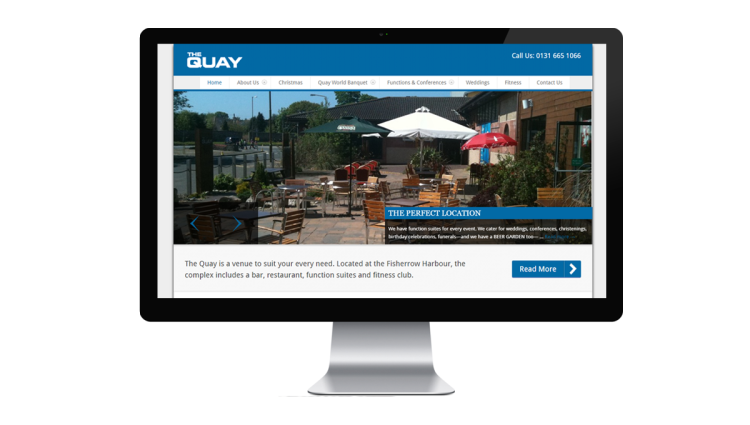 THE
QUAY
Call Us: 0131 665 1066
Home About Us Christmas Quay World Banquet Functions & Conferences Weddings Fitness Contact Us
THE PERFECT LOCATION
We have function suites for every event. We cater for weddings, conferences, christenings,
birthday celebrations, funerals—and we have a BEER GARDEN too— ...
The Quay is a venue to suit your every need. Located at the Fisherrow Harbour, the
complex includes a bar, restaurant, function suites and fitness club.
Read More